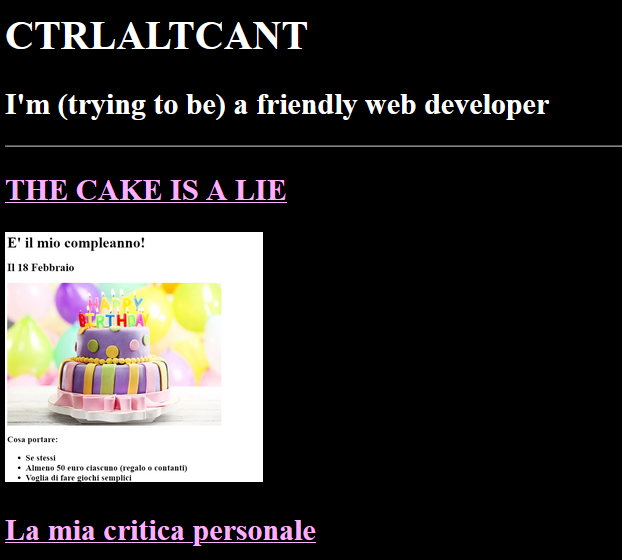 CTRLALTCANT
I'm (trying to be) a friendly web developer
THE CAKE IS A LIE
E' il mio compleanno!
Il 18 Febbraio
HAPPY
BIRTHDAY
Cosa portare:
Se stessi
Almeno 50 euro ciascuno (regalo o contanti)
Voglia di fare giochi semplici
La mia critica personale